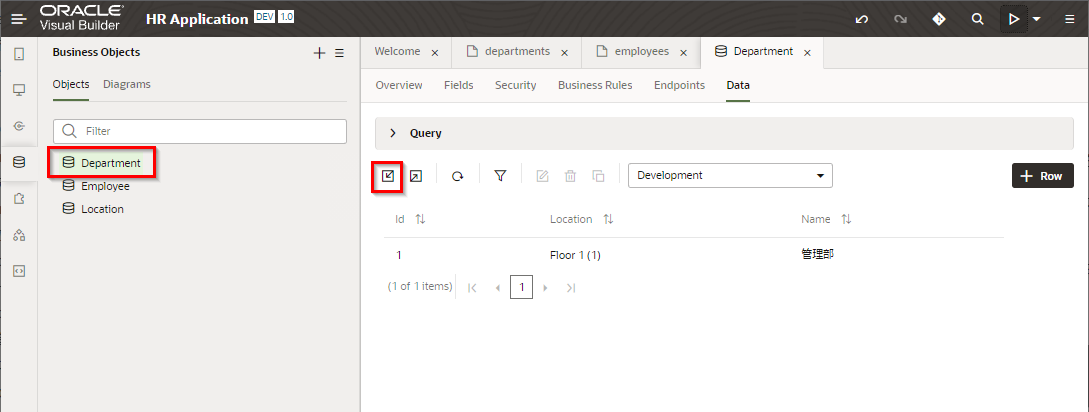 ORACLE
Visual Builder
HR Application DEV 1.0
Business Objects
Objects Diagrams
Filter
Department
Employee
Location
Welcome departments employees Department
Overview Fields Security Business Rules Endpoints Data
Query
Development
Row
Id Location Name
1 Floor 1 (1) 管理部
(1 of 1 items) 1